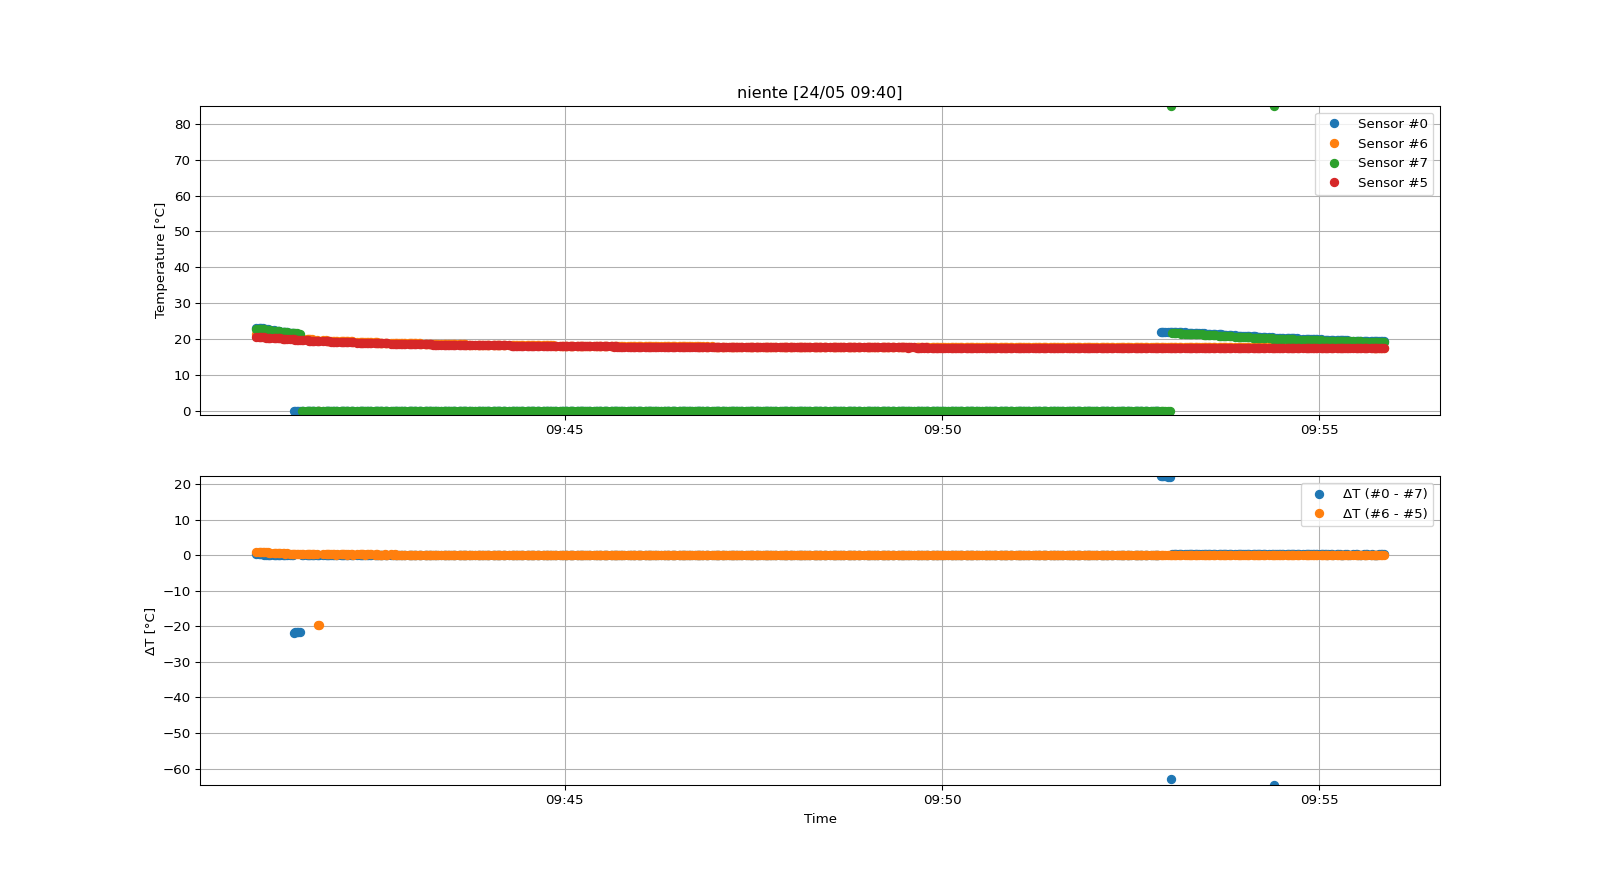 niente [24/05 09:40]
Temperature [°C]
80
70
60
50
40
30
20
10
0
Sensor #0
Sensor #6
Sensor #7
Sensor #5
09:45
09:50
09:55
ΔT [°C]
20
10
0
−10
−20
−30
−40
−50
−60
ΔT (#0 - #7)
ΔT (#6 - #5)
09:45
09:50
09:55
Time